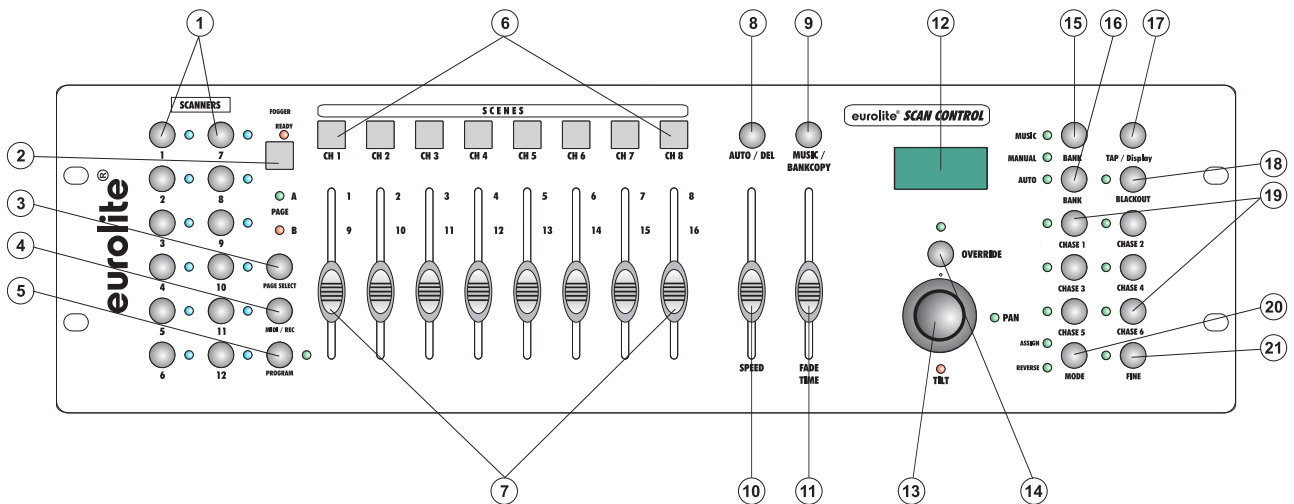 1
6
8
9
12
15
16
17
SCANNERS
FOGGER
READY
SCENES
eurolite® SCAN CONTROL
1
7
CH 1
CH 2
CH 3
CH 4
CH 5
CH 6
CH 7
CH 8
AUTO / DEL
MUSIC /
BANKCOPY
MUSIC
MANUAL
AUTO
BANK
TAP / Display
2
3
4
5
eurolite®
2
8
A
PAGE
B
1
2
3
4
5
6
7
8
9
10
11
12
13
14
15
16
BANK
BLACKOUT
18
19
3
9
4
10
PAGE SELECT
OVERRIDE
CHASE 1
CHASE 2
CHASE 3
CHASE 4
5
11
MIDI / REC
PAN
CHASE 5
CHASE 6
20
21
6
12
PROGRAM
SPEED
FADE
TIME
TILT
ASSIGN
REVERSE
MODE
FINE
7
10
11
13
14